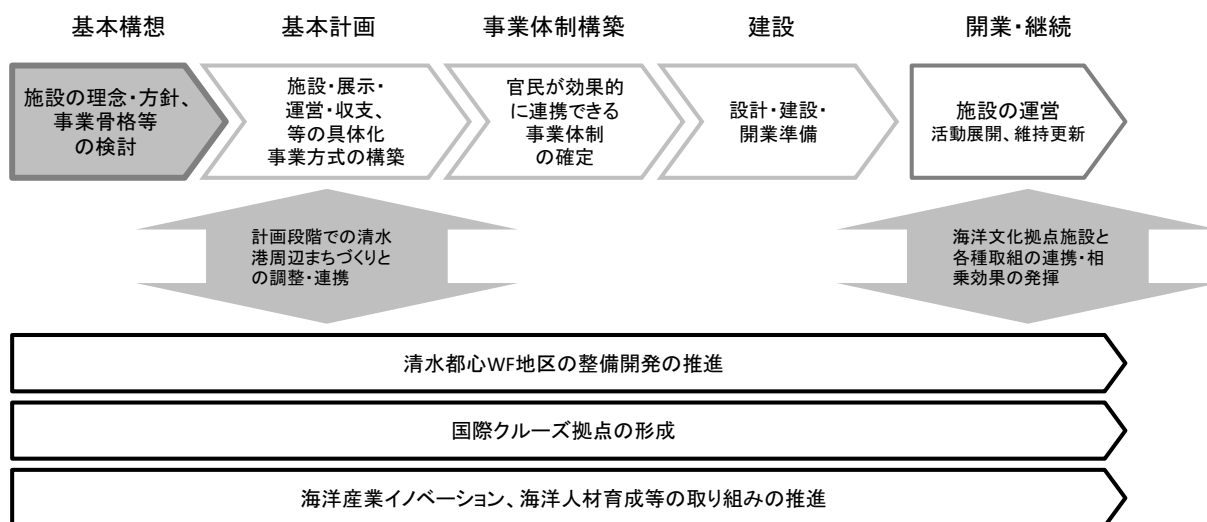 基本構想
基本計画
事業体制構築
建設
開業・継続
施設の理念・方針、
事業骨格等
の検討
施設・展示・
運営・収支、
等の具体化
事業方式の構築
官民が効果的
に連携できる
事業体制
の確定
設計・建設・
開業準備
施設の運営
活動展開、維持更新
計画段階での清水
港周辺まちづくりと
の調整・連携
海洋文化拠点施設と
各種取組の連携・相
乗効果の発揮
清水都心WF地区の整備開発の推進
国際クルーズ拠点の形成
海洋産業イノベーション、海洋人材育成等の取り組みの推進